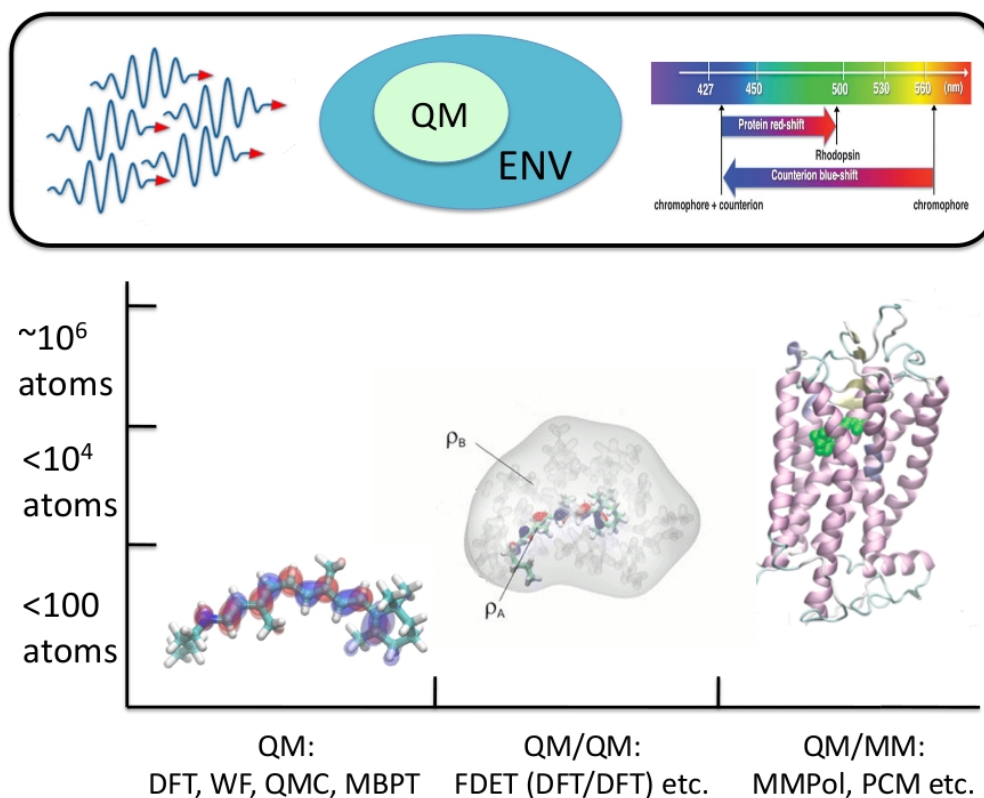 QM
ENV
427 450 500 530 560 (nm)
Protein red-shift
Rhodopsin
Counterion blue-shift
chromophore + counterion chromophore
~10⁶
atoms
<10⁴
atoms
<100
atoms
ρB
ρA
QM:
DFT, WF, QMC, MBPT
QM/QM:
FDET (DFT/DFT) etc.
QM/MM:
MMPol, PCM etc.